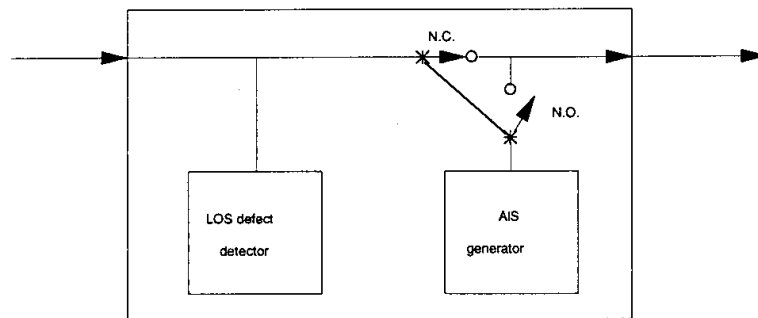 N.C.
N.O.
LOS defect
detector
AIS
generator